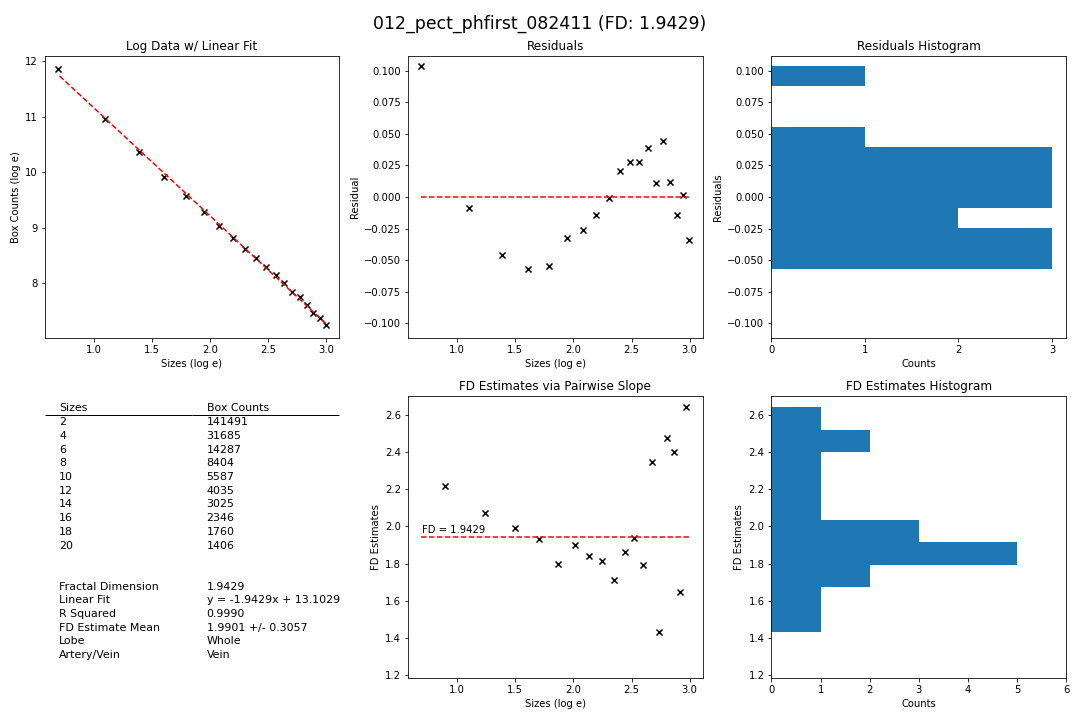 012_pect_phfirst_082411 (FD: 1.9429)
Log Data w/ Linear Fit
12
11
10
9
8
Box Counts (log e)
1.0 1.5 2.0 2.5 3.0
Sizes (log e)
Residuals
0.100
0.075
0.050
0.025
0.000
−0.025
−0.050
−0.075
−0.100
Residual
1.0 1.5 2.0 2.5 3.0
Sizes (log e)
Residuals Histogram
0.100
0.075
0.050
0.025
0.000
−0.025
−0.050
−0.075
−0.100
Residuals
0 1 2 3
Counts
Sizes Box Counts
2 141491
4 31685
6 14287
8 8404
10 5587
12 4035
14 3025
16 2346
18 1760
20 1406
Fractal Dimension 1.9429
Linear Fit y = -1.9429x + 13.1029
R Squared 0.9990
FD Estimate Mean 1.9901 +/- 0.3057
Lobe Whole
Artery/Vein Vein
FD Estimates via Pairwise Slope
2.6
2.4
2.2
2.0
1.8
1.6
1.4
1.2
FD Estimates
FD = 1.9429
1.0 1.5 2.0 2.5 3.0
Sizes (log e)
FD Estimates Histogram
2.6
2.4
2.2
2.0
1.8
1.6
1.4
1.2
FD Estimates
0 1 2 3 4 5 6
Counts